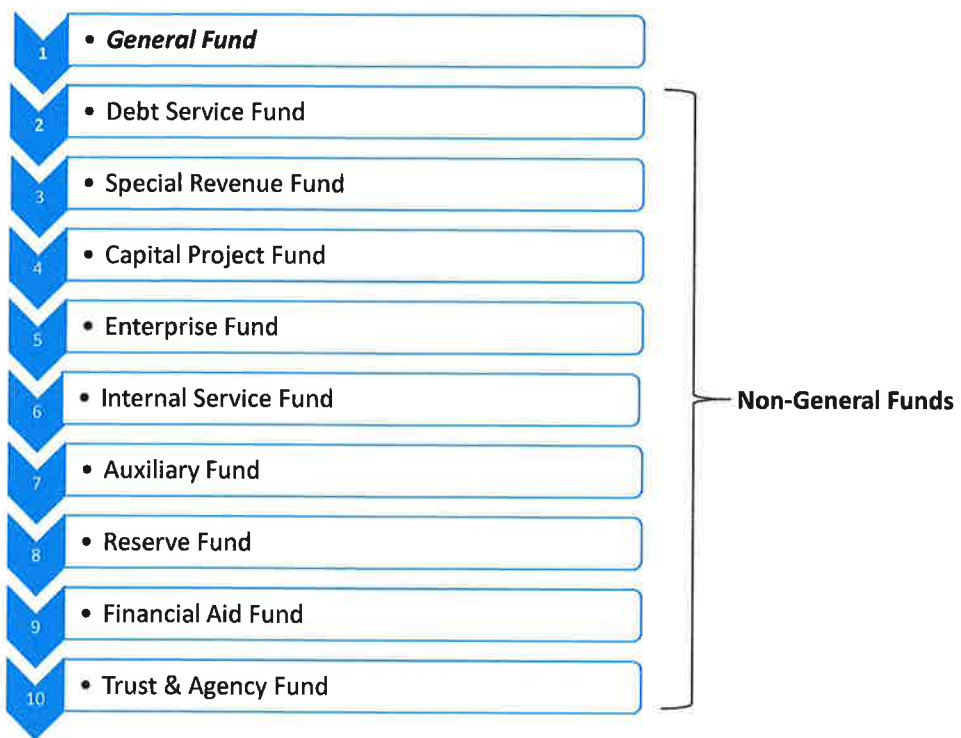 1 • General Fund
2 • Debt Service Fund
3 • Special Revenue Fund
4 • Capital Project Fund
5 • Enterprise Fund
6 • Internal Service Fund
7 • Auxiliary Fund
8 • Reserve Fund
9 • Financial Aid Fund
10 • Trust & Agency Fund
Non-General Funds